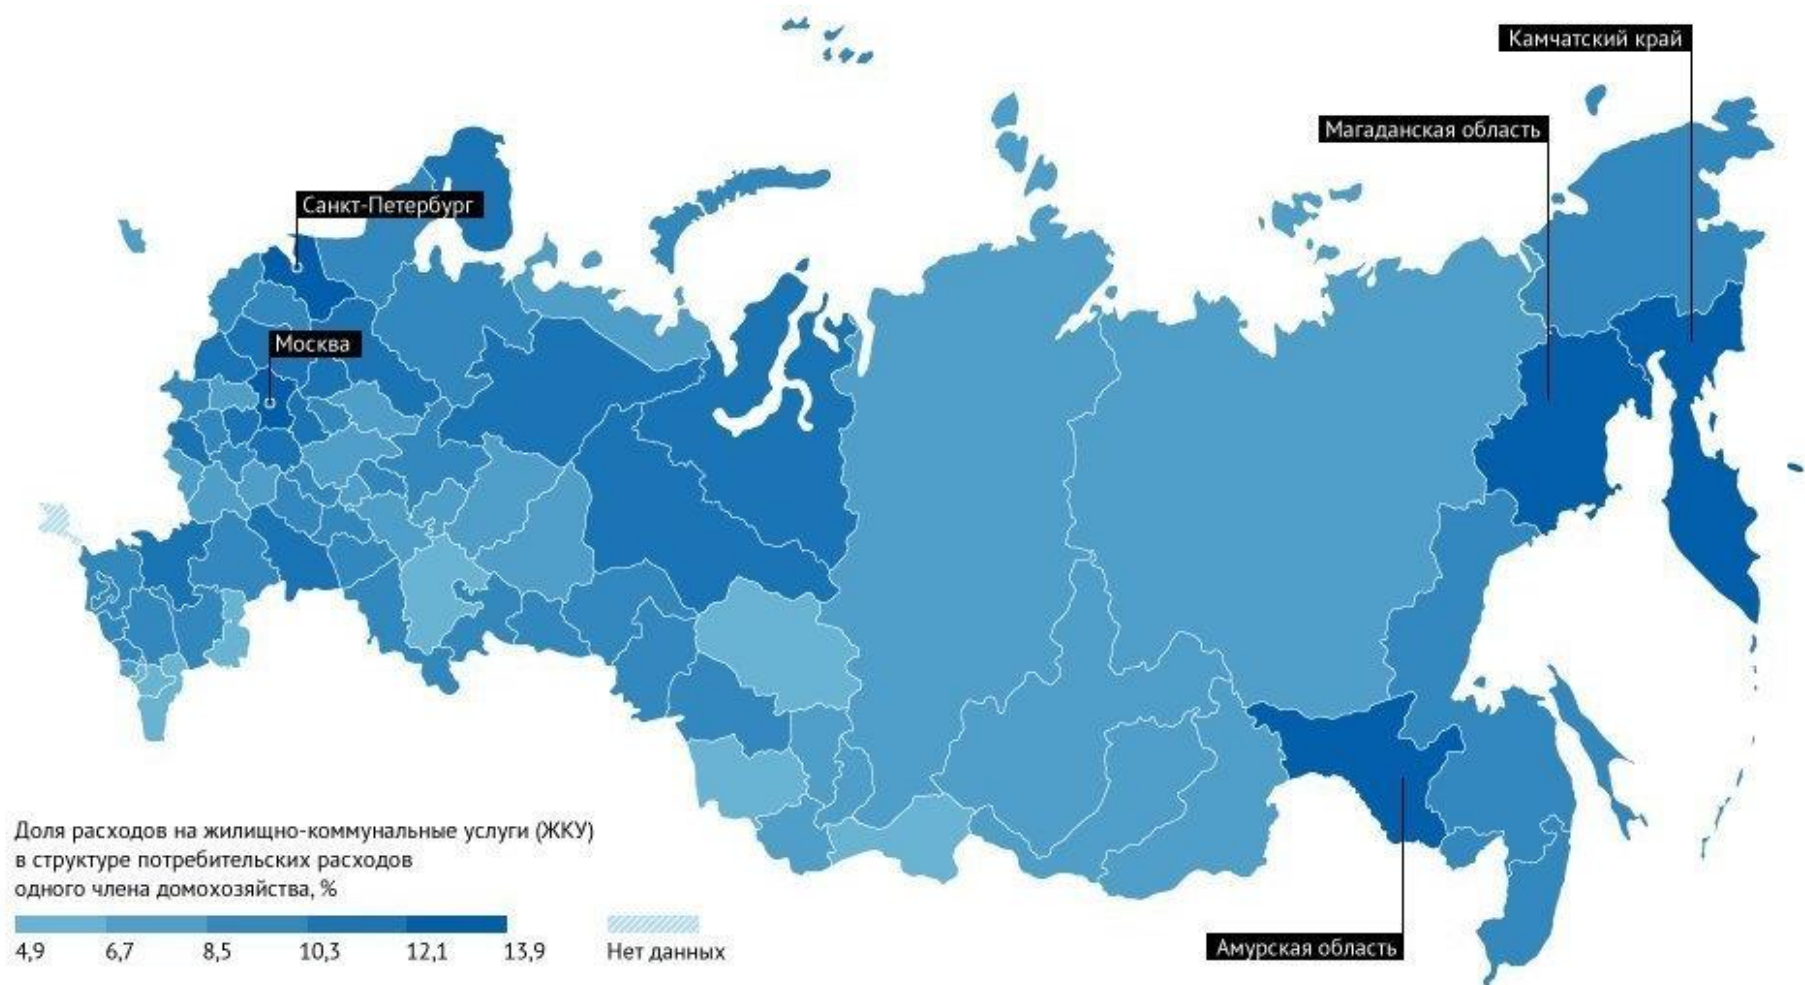 Камчатский край
Магаданская область
Санкт-Петербург
Москва
Доля расходов на жилищно-коммунальные услуги (ЖКУ)
в структуре потребительских расходов
одного члена домохозяйства, %
4,9 6,7 8,5 10,3 12,1 13,9
Нет данных
Амурская область